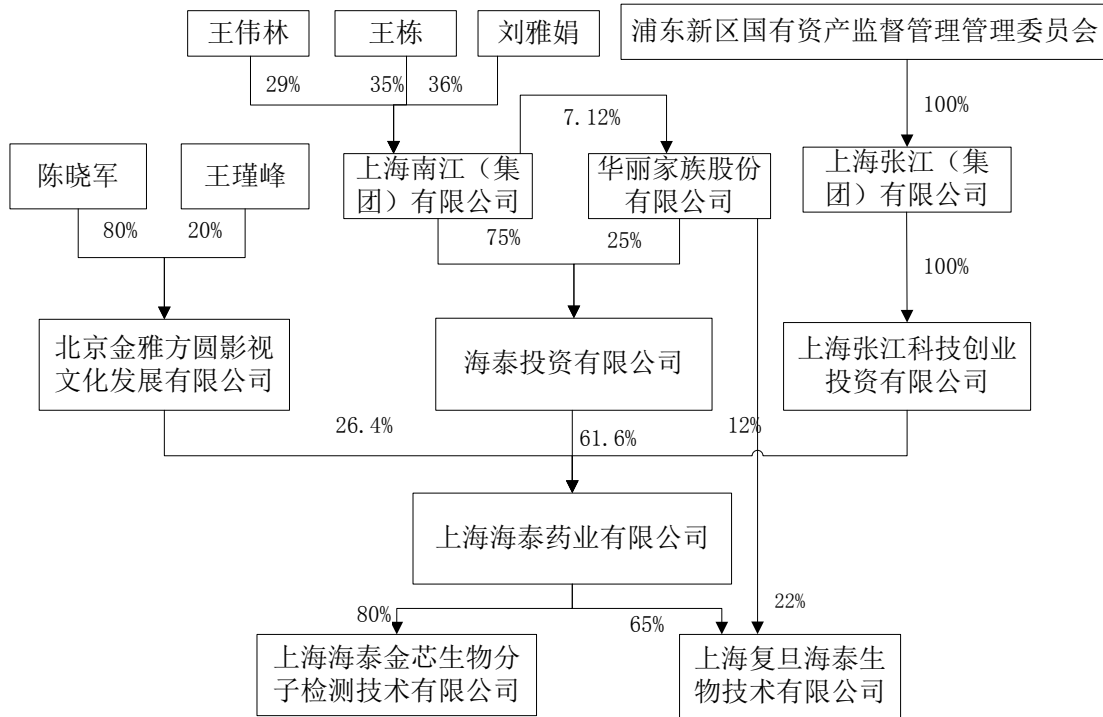 王伟林
王栋
刘雅娟
浦东新区国有资产监督管理管理委员会
29%
35%
36%
100%
7.12%
陈晓军
王瑾峰
上海南江（集
团）有限公司
华丽家族股份
有限公司
上海张江（集
团）有限公司
80%
20%
75%
25%
100%
北京金雅方圆影视
文化发展有限公司
海泰投资有限公司
上海张江科技创业
投资有限公司
26.4%
61.6%
12%
上海海泰药业有限公司
80%
65%
22%
上海海泰金芯生物分
子检测技术有限公司
上海复旦海泰生
物技术有限公司